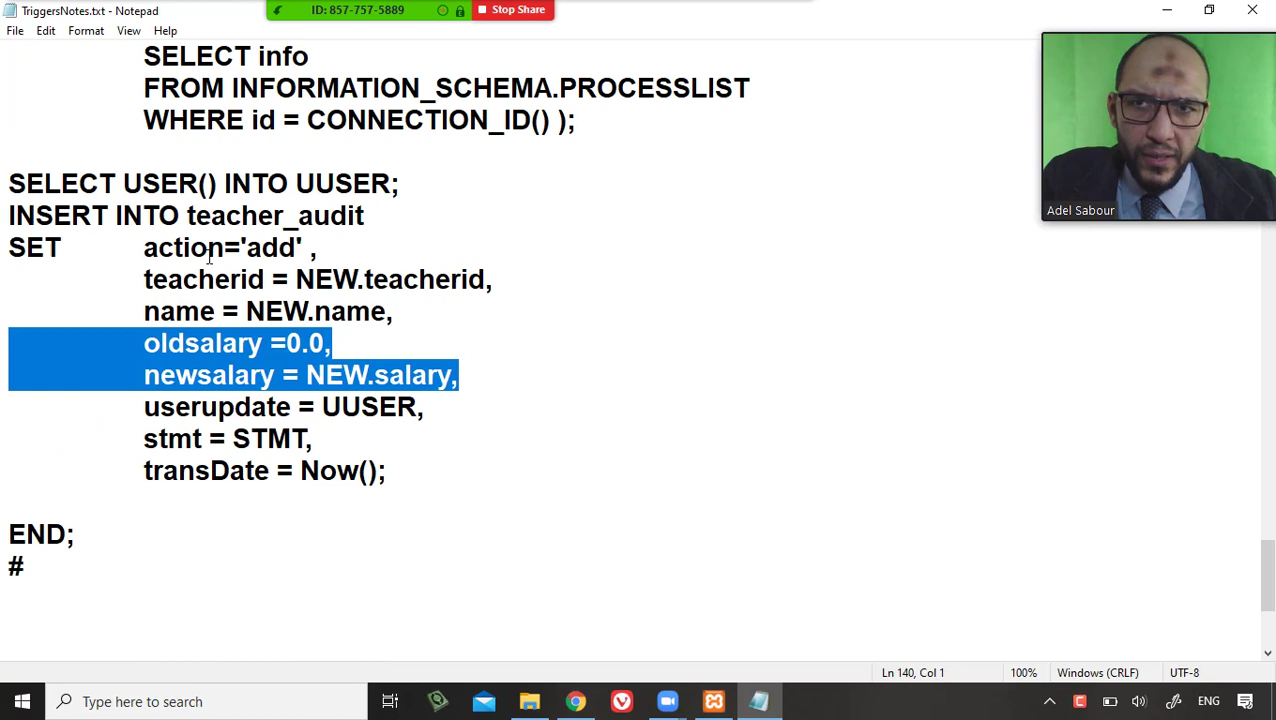 TriggersNotes.txt - Notepad
ID: 857-757-5889
Stop Share
File Edit Format View Help
SELECT info
FROM INFORMATION_SCHEMA.PROCESSLIST
WHERE id = CONNECTION_ID() );
SELECT USER() INTO UUSER;
INSERT INTO teacher_audit
SET action='add' ,
teacherid = NEW.teacherid,
name = NEW.name,
oldsalary =0.0,
newsalary = NEW.salary,
userupdate = UUSER,
stmt = STMT,
transDate = Now();
END;
#
Adel Sabour
Ln 140, Col 1 100% Windows (CRLF) UTF-8
Type here to search
ENG